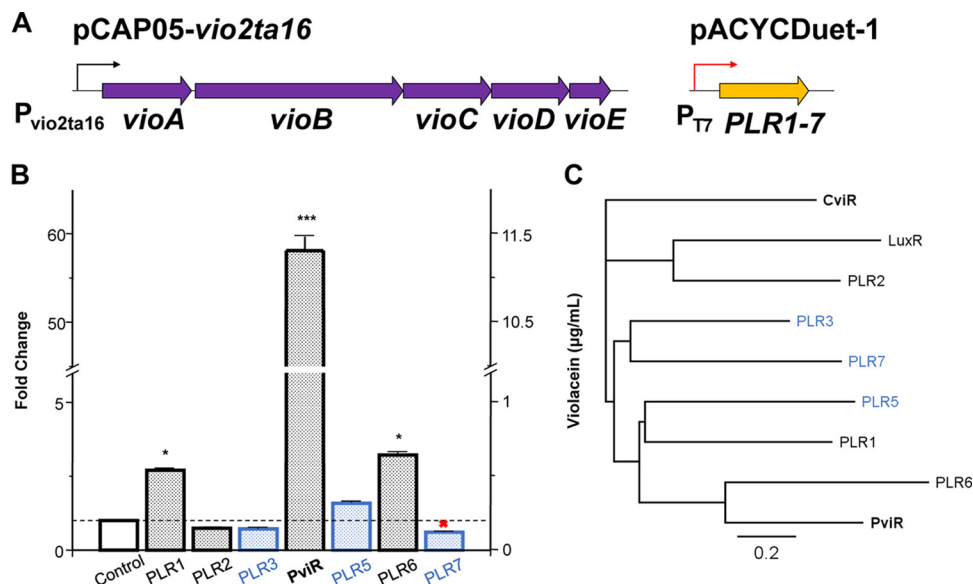 A
pCAP05-vio2ta16
pACYCDuet-1
Pvio2ta16
vioA
vioB
vioC
vioD
vioE
PT7
PLR1-7
B
Fold Change
60
50
5
0
*
***
*
11.5
10.5
1
0
Violacein (µg/mL)
Control
PLR1
PLR2
PLR3
PviR
PLR5
PLR6
PLR7
C
CviR
LuxR
PLR2
PLR3
PLR7
PLR5
PLR1
PLR6
PviR
0.2